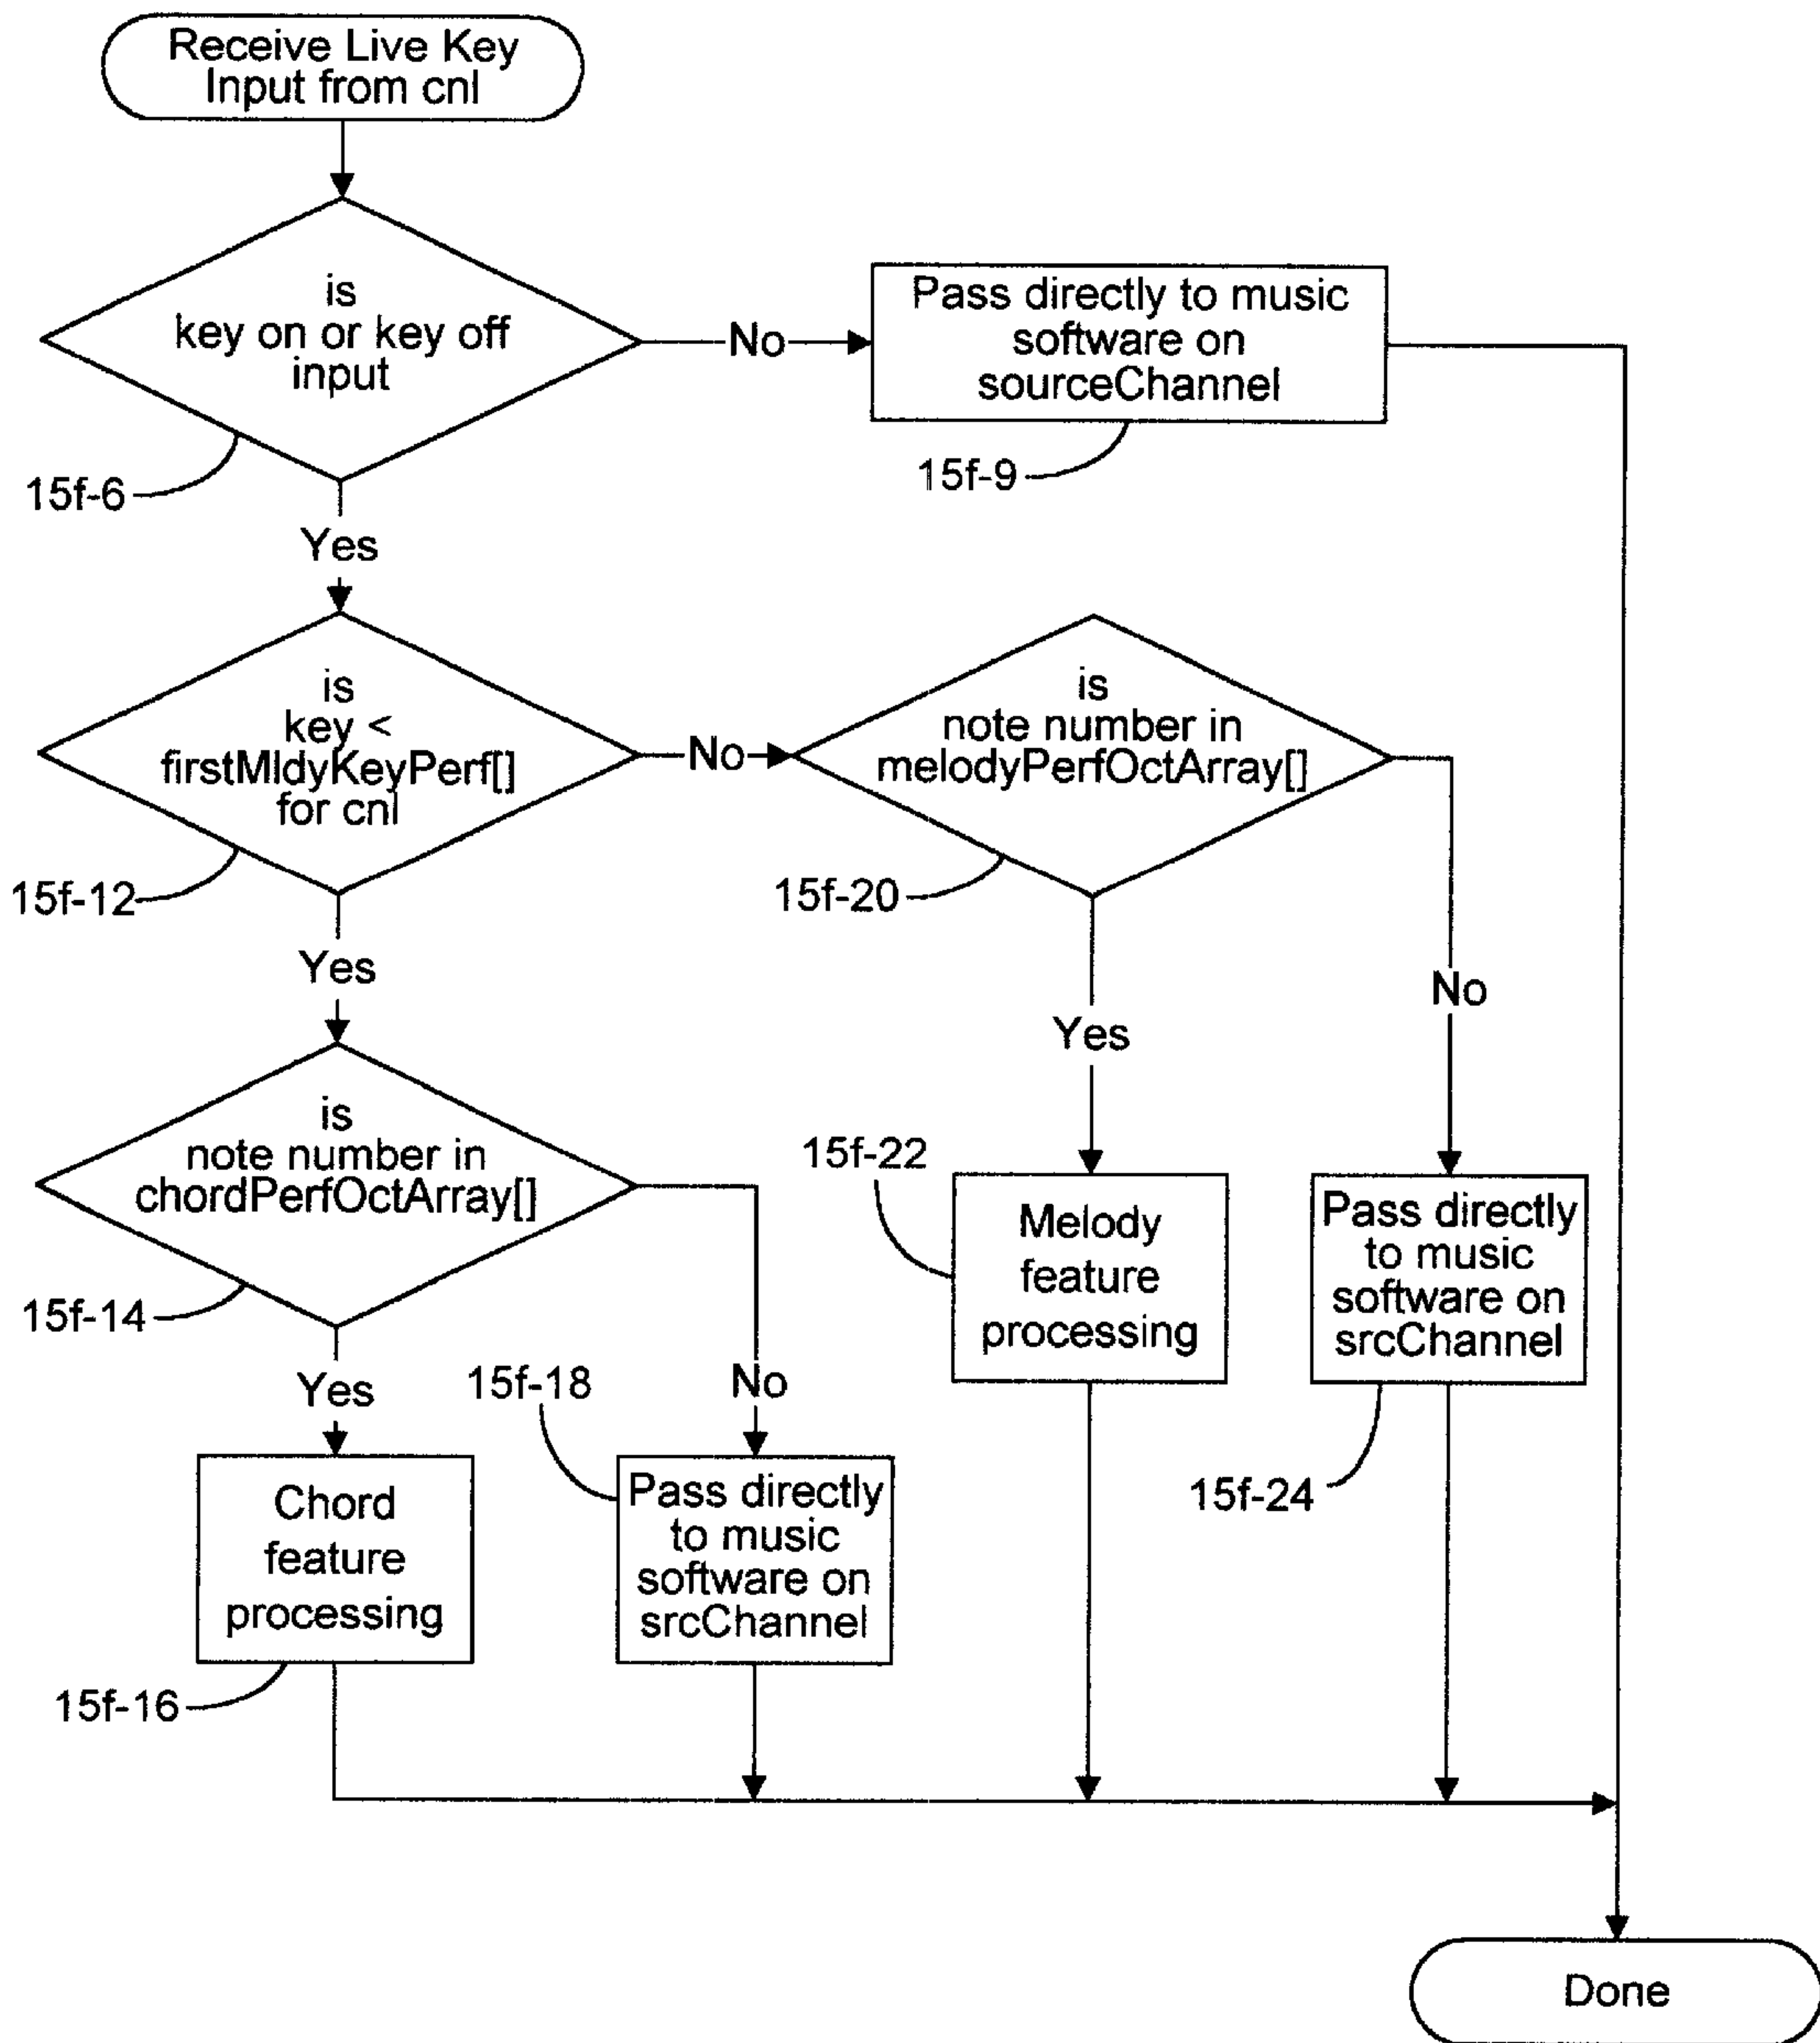 Receive Live Key
Input from cnl
is
key on or key off
input
No
Pass directly to music
software on
sourceChannel
15f-6
15f-9
Yes
is
key <
firstMldyKeyPerf[]
for cnl
No
is
note number in
melodyPerfOctArray[]
15f-12
15f-20
Yes
No
Yes
is
note number in
chordPerfOctArray[]
15f-22
Melody
feature
processing
Pass directly
to music
software on
srcChannel
15f-14
Yes
15f-18
No
15f-24
Chord
feature
processing
Pass directly
to music
software on
srcChannel
15f-16
Done